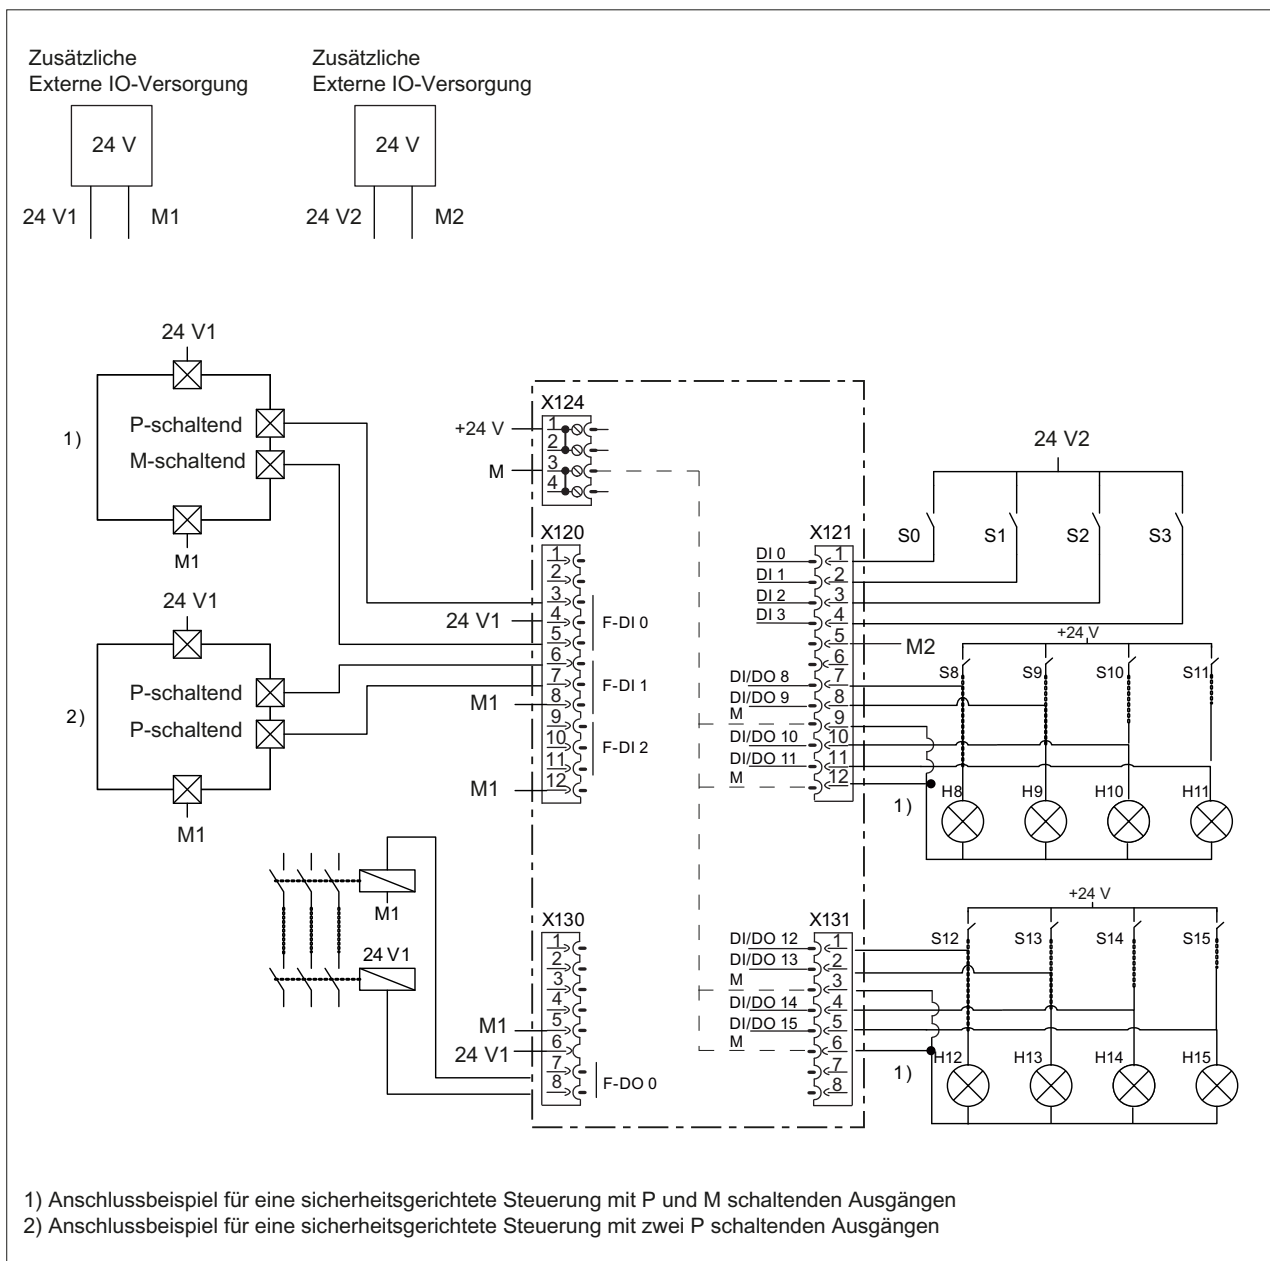 Zusätzliche
Externe IO-Versorgung
Zusätzliche
Externe IO-Versorgung
24 V
24 V
24 V1
M1
24 V2
M2
24 V1
1)
P-schaltend
M-schaltend
M1
24 V1
2)
P-schaltend
P-schaltend
M1
X124
+24 V
1
2
M
3
4
X120
1
2
3
24 V1
4
5
F-DI 0
6
7
M1
8
F-DI 1
9
10
11
F-DI 2
M1
12
M1
24 V1
X130
1
2
3
4
M1
5
24 V1
6
7
8
F-DO 0
24 V2
S0
S1
S2
S3
X121
DI 0
1
DI 1
2
DI 2
3
DI 3
4
5
M2
6
DI/DO 8
7
DI/DO 9
8
M
9
DI/DO 10
10
DI/DO 11
11
M
12
+24 V
S8
S9
S10
S11
1)
H8
H9
H10
H11
X131
DI/DO 12
1
DI/DO 13
2
M
3
DI/DO 14
4
DI/DO 15
5
M
6
7
8
+24 V
S12
S13
S14
S15
1)
H12
H13
H14
H15
1) Anschlussbeispiel für eine sicherheitsgerichtete Steuerung mit P und M schaltenden Ausgängen
2) Anschlussbeispiel für eine sicherheitsgerichtete Steuerung mit zwei P schaltenden Ausgängen